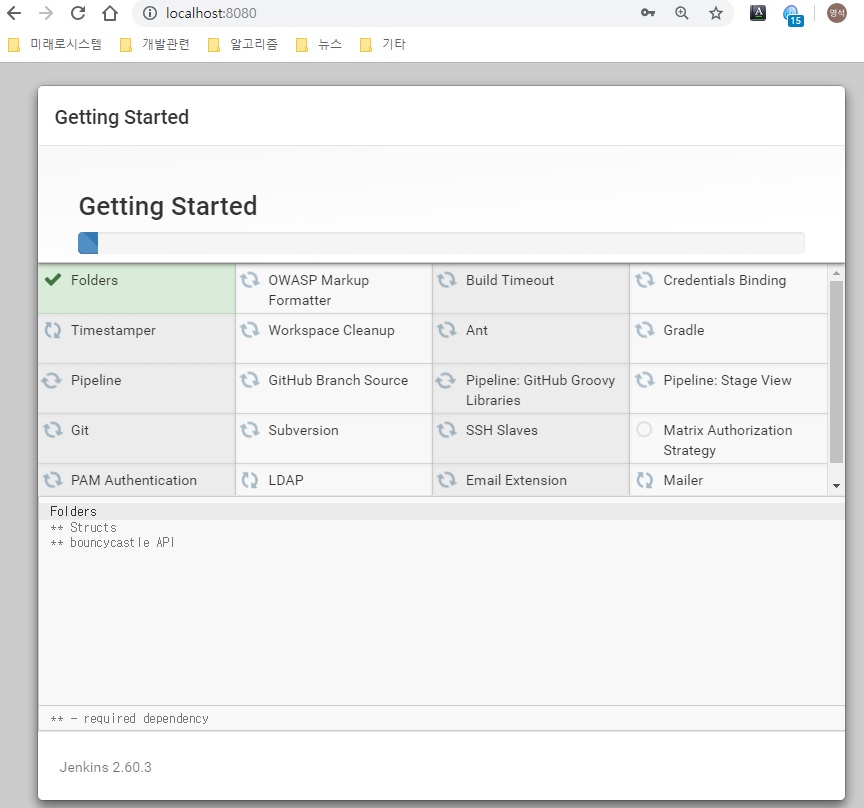 localhost:8080
15
영석
미래로시스템 개발관련 알고리즘 뉴스 기타
Getting Started
Getting Started
Folders
OWASP Markup
Formatter
Build Timeout
Credentials Binding
Timestamper
Workspace Cleanup
Ant
Gradle
Pipeline
GitHub Branch Source
Pipeline: GitHub Groovy
Libraries
Pipeline: Stage View
Git
Subversion
SSH Slaves
Matrix Authorization
Strategy
PAM Authentication
LDAP
Email Extension
Mailer
Folders
** Structs
** bouncycastle API
** - required dependency
Jenkins 2.60.3